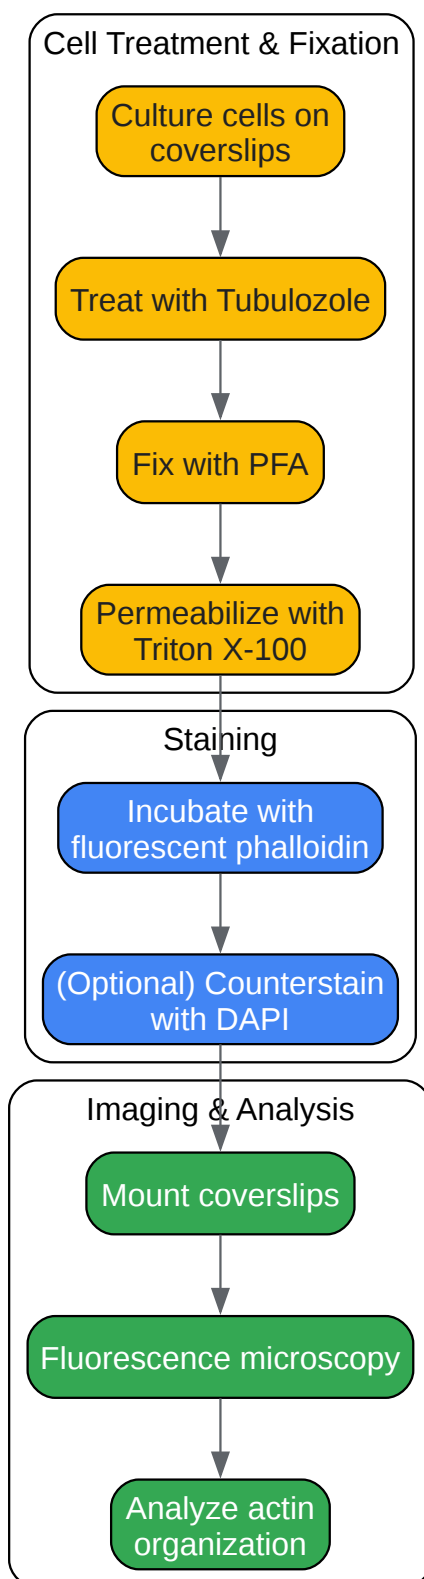 Cell Treatment & Fixation
Culture cells on
coverslips
Treat with Tubulozole
Fix with PFA
Permeabilize with
Triton X-100
Staining
Incubate with
fluorescent phalloidin
(Optional) Counterstain
with DAPI
Imaging & Analysis
Mount coverslips
Fluorescence microscopy
Analyze actin
organization